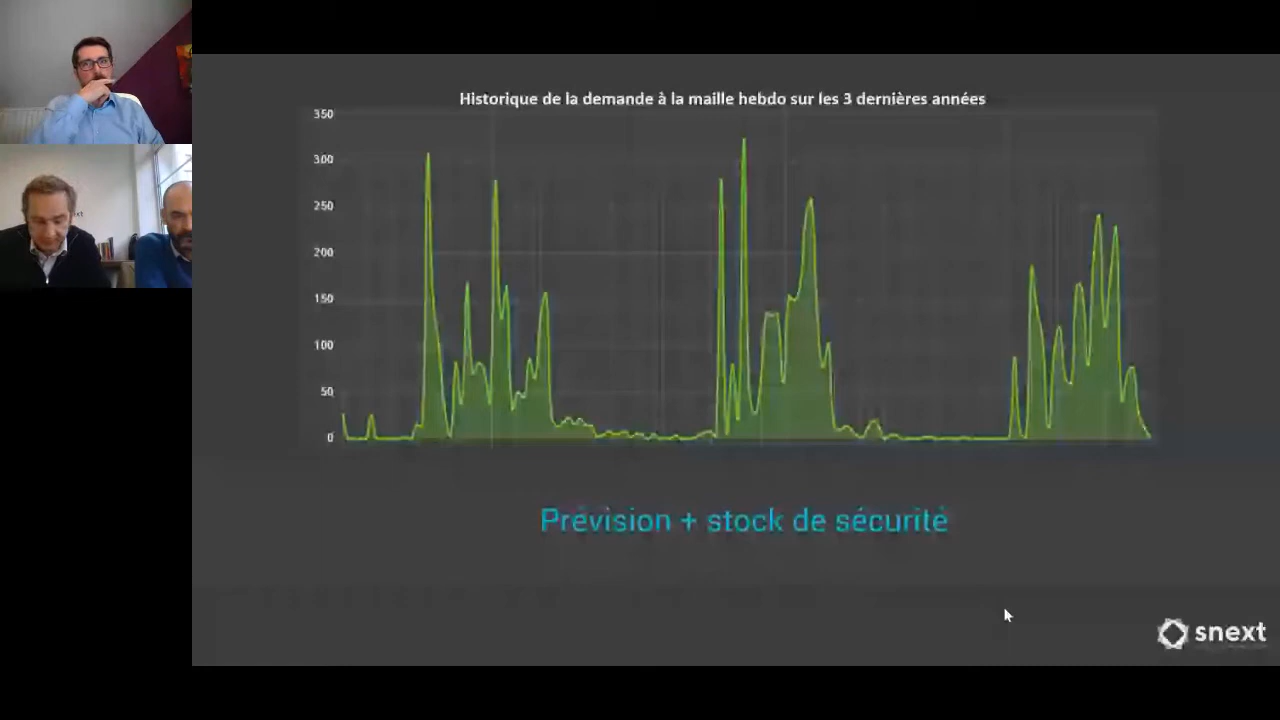 Historique de la demande à la maille hebdo sur les 3 dernières années
350
300
250
200
150
100
50
0
Prévision + stock de sécurité
snext